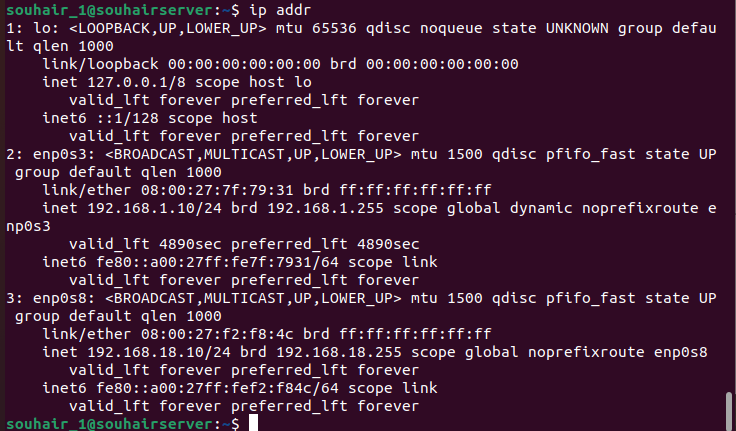 souhair_1@souhairserver:~$ ip addr
1: lo: <LOOPBACK,UP,LOWER_UP> mtu 65536 qdisc noqueue state UNKNOWN group defau
lt qlen 1000
    link/loopback 00:00:00:00:00:00 brd 00:00:00:00:00:00
    inet 127.0.0.1/8 scope host lo
       valid_lft forever preferred_lft forever
    inet6 ::1/128 scope host
       valid_lft forever preferred_lft forever
2: enp0s3: <BROADCAST,MULTICAST,UP,LOWER_UP> mtu 1500 qdisc pfifo_fast state UP
 group default qlen 1000
    link/ether 08:00:27:7f:79:31 brd ff:ff:ff:ff:ff:ff
    inet 192.168.1.10/24 brd 192.168.1.255 scope global dynamic noprefixroute e
np0s3
       valid_lft 4890sec preferred_lft 4890sec
    inet6 fe80::a00:27ff:fe7f:7931/64 scope link
       valid_lft forever preferred_lft forever
3: enp0s8: <BROADCAST,MULTICAST,UP,LOWER_UP> mtu 1500 qdisc pfifo_fast state UP
 group default qlen 1000
    link/ether 08:00:27:f2:f8:4c brd ff:ff:ff:ff:ff:ff
    inet 192.168.18.10/24 brd 192.168.18.255 scope global noprefixroute enp0s8
       valid_lft forever preferred_lft forever
    inet6 fe80::a00:27ff:fef2:f84c/64 scope link
       valid_lft forever preferred_lft forever
souhair_1@souhairserver:~$